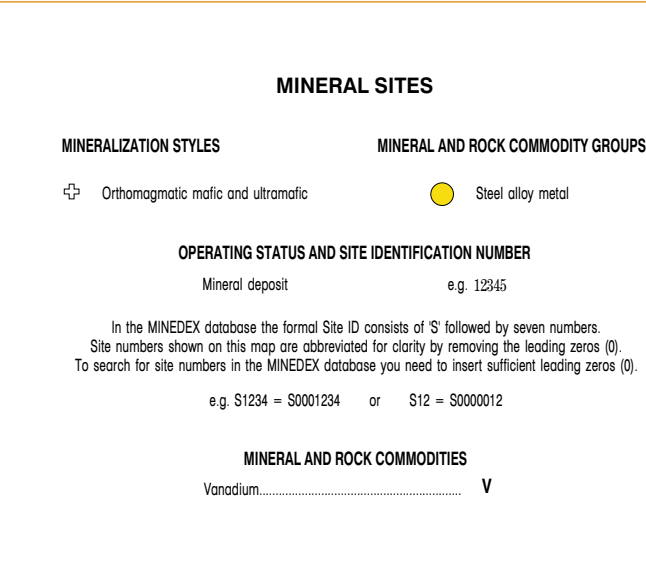 MINERAL SITES
MINERALIZATION STYLES MINERAL AND ROCK COMMODITY GROUPS
Orthomagmatic mafic and ultramafic Steel alloy metal
OPERATING STATUS AND SITE IDENTIFICATION NUMBER
Mineral deposit e.g. 12345
In the MINEDEX database the formal Site ID consists of 'S' followed by seven numbers.
Site numbers shown on this map are abbreviated for clarity by removing the leading zeros (0).
To search for site numbers in the MINEDEX database you need to insert sufficient leading zeros (0).
e.g. S1234 = S0001234 or S12 = S0000012
MINERAL AND ROCK COMMODITIES
Vanadium.............................................................. V